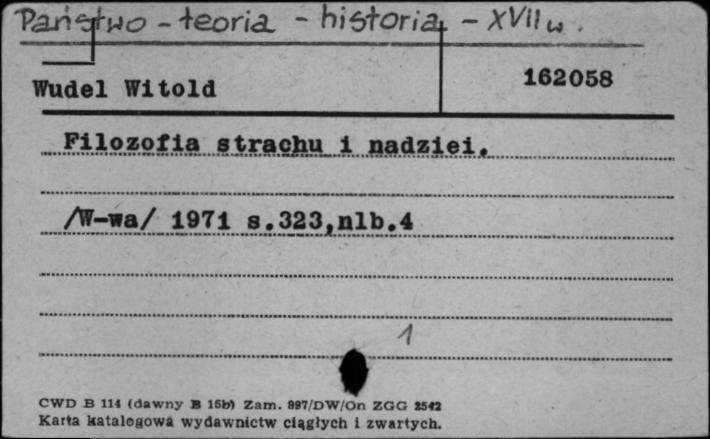 Państwo - teoria - historia - XVII w.
Wudel Witold
162058
Filozofia strachu i nadziei.
/W-wa/ 1971 s.323,nlb.4
1
CWD B 114 (dawny B 15b) Zam. 897/DW/On ZGG 2542
Karta katalogowa wydawnictw ciągłych i zwartych.